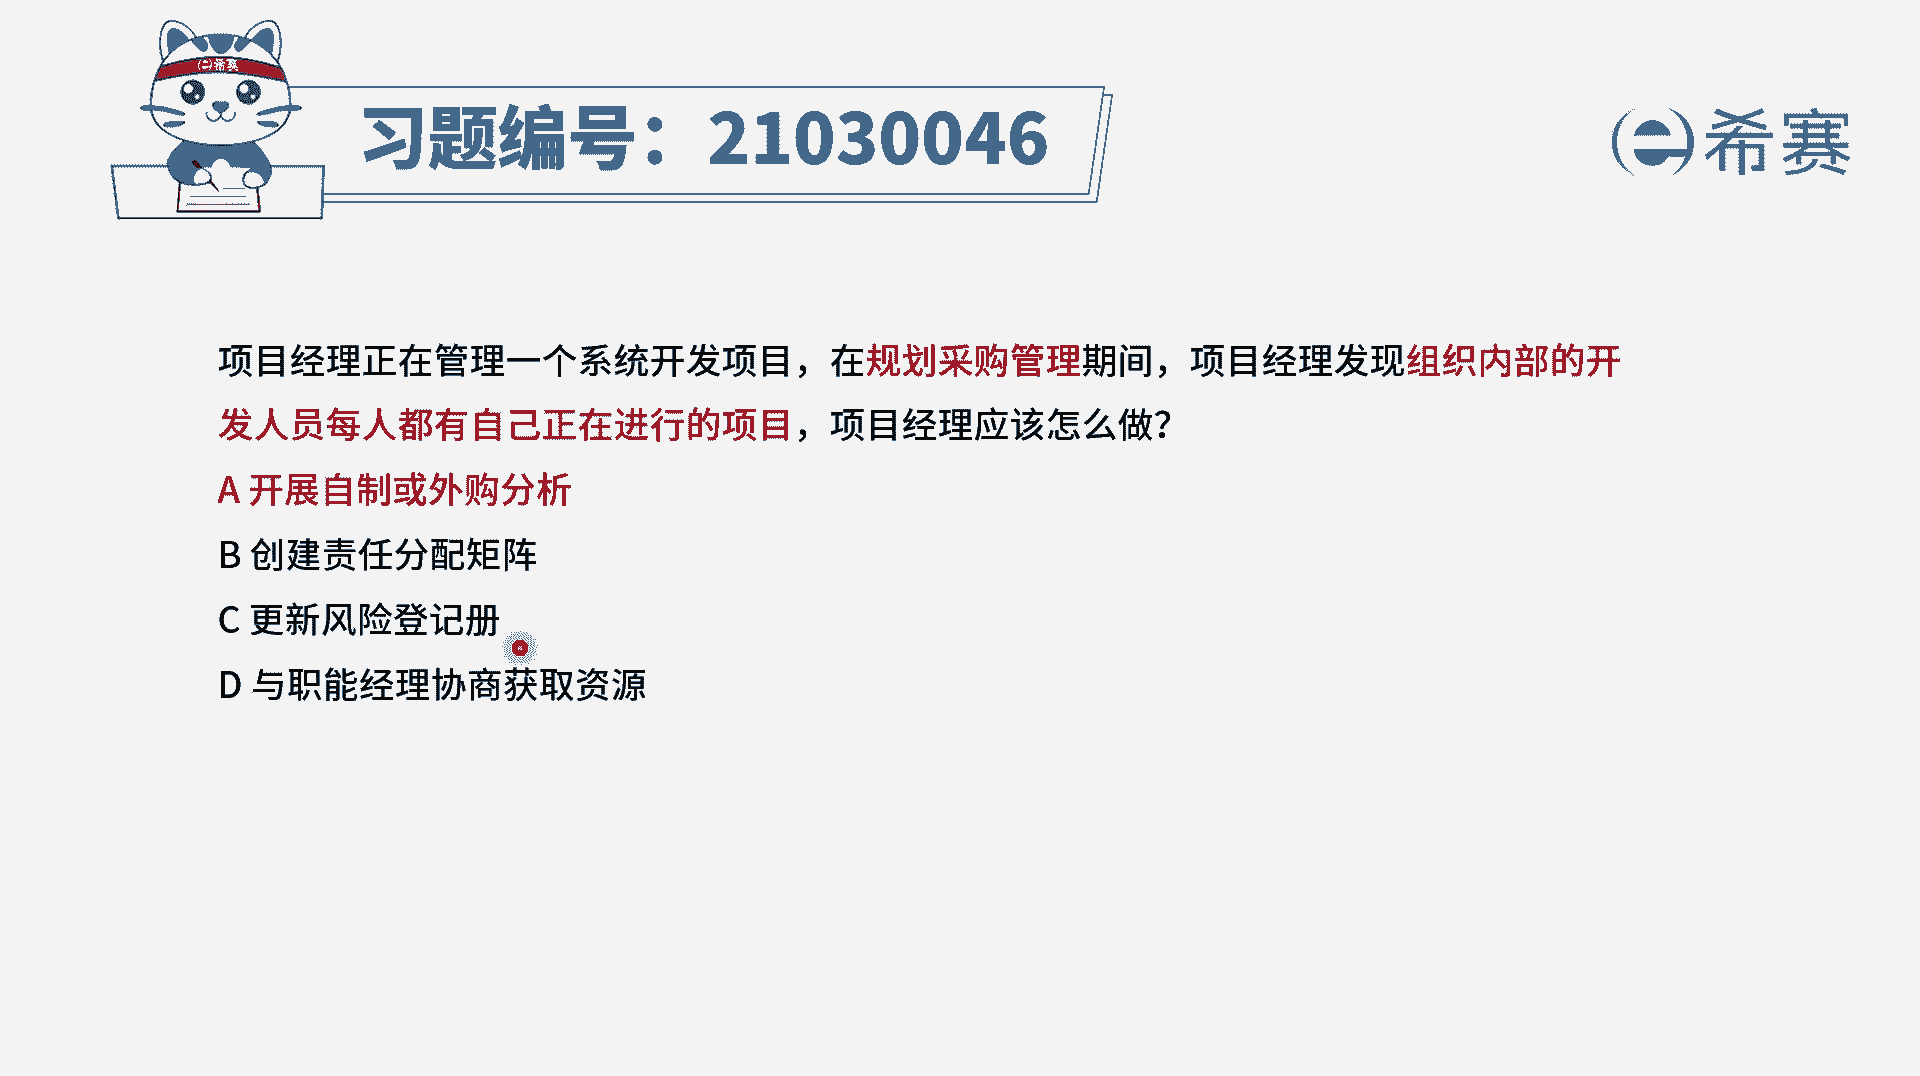 希赛
习题编号：21030046
希赛
项目经理正在管理一个系统开发项目，在规划采购管理期间，项目经理发现组织内部的开
发人员每人都有自己正在进行的项目，项目经理应该怎么做？
A 开展自制或外购分析
B 创建责任分配矩阵
C 更新风险登记册
D 与职能经理协商获取资源